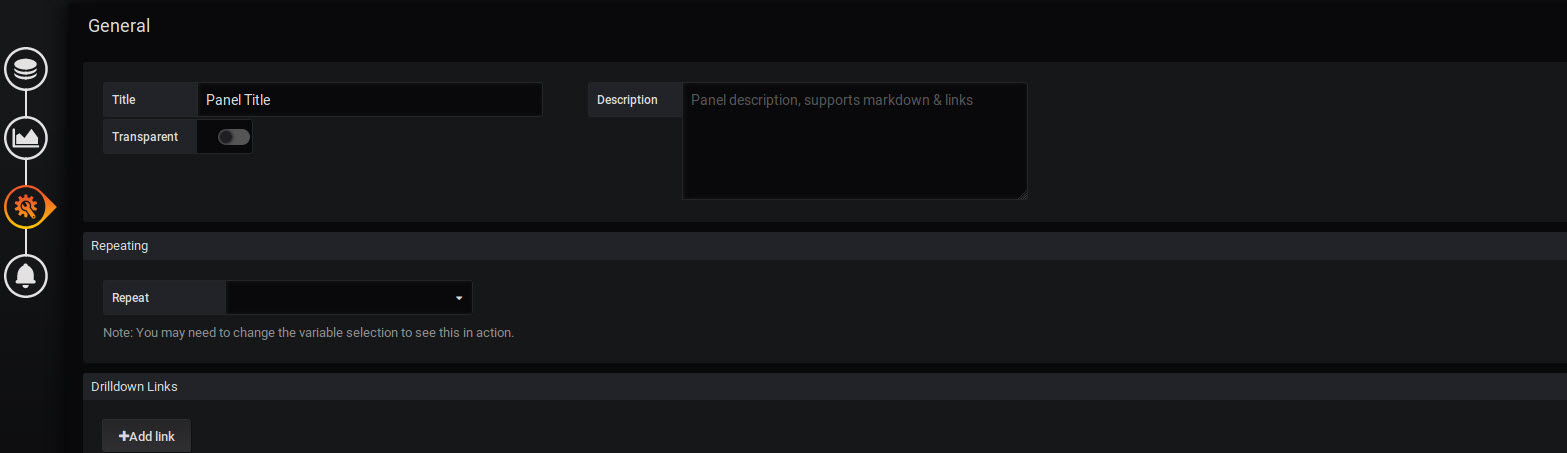 General
Title
Panel Title
Description
Panel description, supports markdown & links
Transparent
Repeating
Repeat
Note: You may need to change the variable selection to see this in action.
Drilldown Links
+Add link